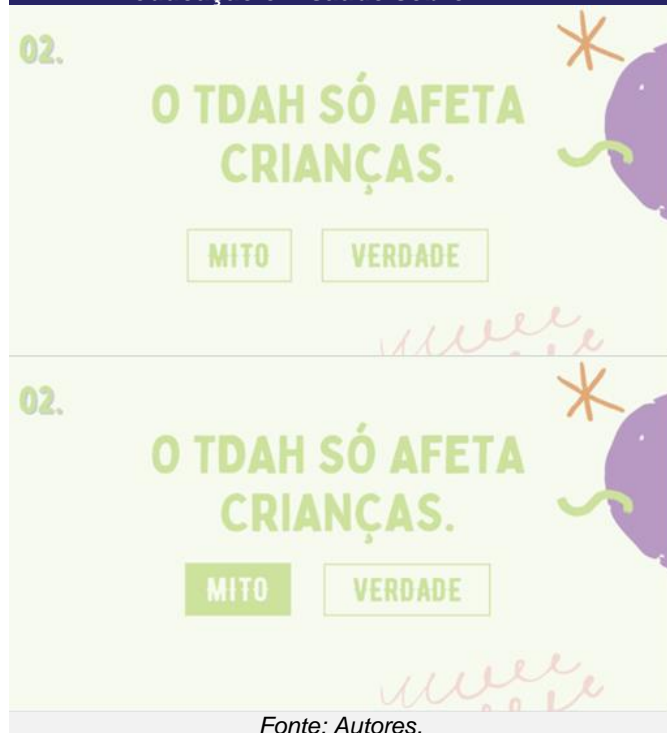 02.
O TDAH SÓ AFETA
CRIANÇAS.
MITO VERDADE
02.
O TDAH SÓ AFETA
CRIANÇAS.
MITO VERDADE
Fonte: Autores.